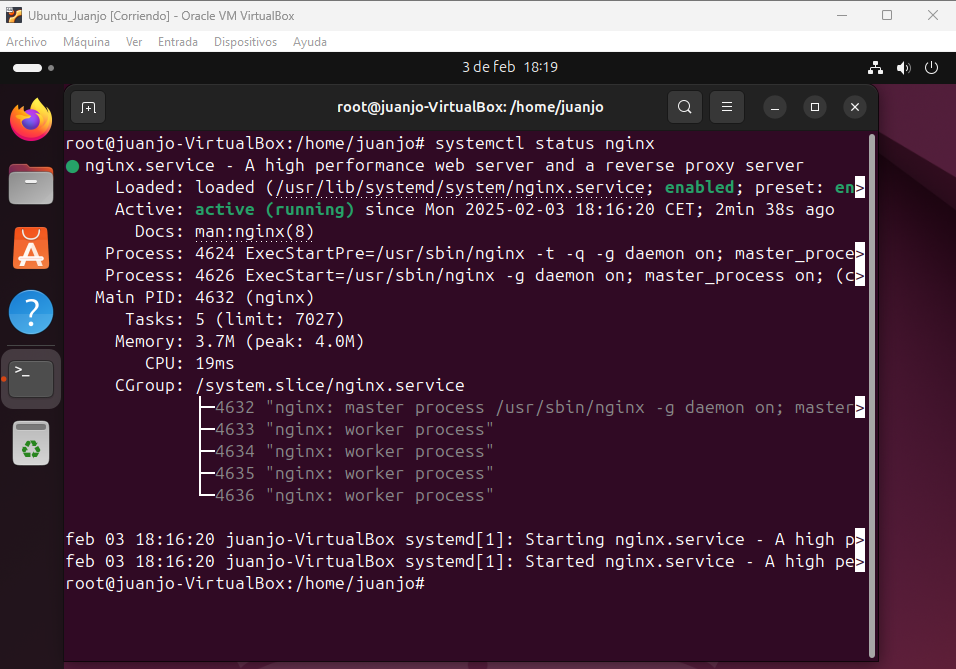 Ubuntu_Juanjo [Corriendo] - Oracle VM VirtualBox
Archivo Máquina Ver Entrada Dispositivos Ayuda
3 de feb 18:19
root@juanjo-VirtualBox: /home/juanjo
root@juanjo-VirtualBox:/home/juanjo# systemctl status nginx
● nginx.service - A high performance web server and a reverse proxy server
Loaded: loaded (/usr/lib/systemd/system/nginx.service; enabled; preset: en>
Active: active (running) since Mon 2025-02-03 18:16:20 CET; 2min 38s ago
Docs: man:nginx(8)
Process: 4624 ExecStartPre=/usr/sbin/nginx -t -q -g daemon on; master_proce>
Process: 4626 ExecStart=/usr/sbin/nginx -g daemon on; master_process on; (c>
Main PID: 4632 (nginx)
Tasks: 5 (limit: 7027)
Memory: 3.7M (peak: 4.0M)
CPU: 19ms
CGroup: /system.slice/nginx.service
├─4632 "nginx: master process /usr/sbin/nginx -g daemon on; master>
├─4633 "nginx: worker process"
├─4634 "nginx: worker process"
├─4635 "nginx: worker process"
└─4636 "nginx: worker process"
feb 03 18:16:20 juanjo-VirtualBox systemd[1]: Starting nginx.service - A high p>
feb 03 18:16:20 juanjo-VirtualBox systemd[1]: Started nginx.service - A high pe>
root@juanjo-VirtualBox:/home/juanjo#